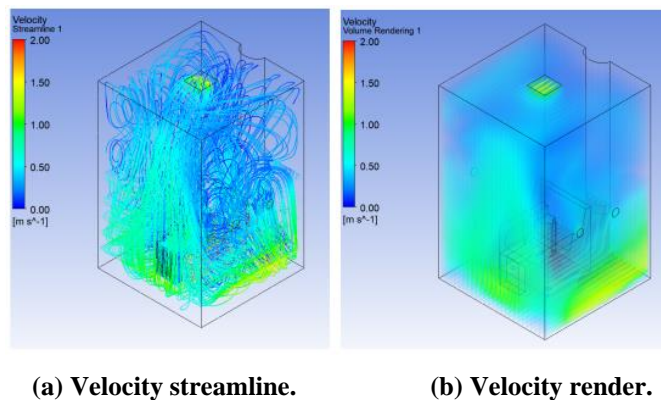 Velocity
Streamline 1
2.00
1.50
1.00
0.50
0.00
[m s^-1]
Velocity
Volume Rendering 1
2.00
1.50
1.00
0.50
0.00
[m s^-1]
(a) Velocity streamline.
(b) Velocity render.